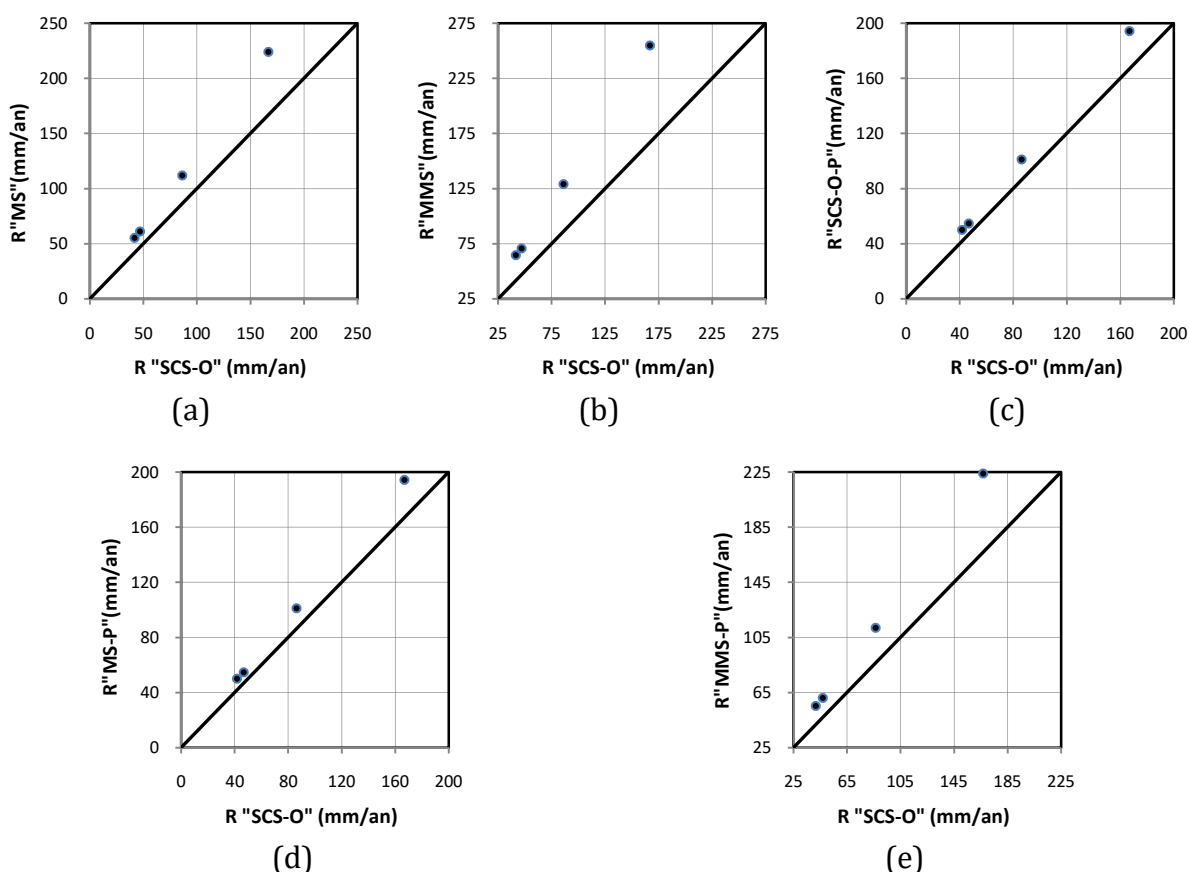 250
200
150
100
50
0
R"MS"(mm/an)
0 50 100 150 200 250
R "SCS-O" (mm/an)
(a)
275
225
175
125
75
25
R"MMS"(mm/an)
25 75 125 175 225 275
R "SCS-O" (mm/an)
(b)
200
160
120
80
40
0
R"SCS-O-P"(mm/an)
0 40 80 120 160 200
R "SCS-O" (mm/an)
(c)
200
160
120
80
40
0
R"MS-P"(mm/an)
0 40 80 120 160 200
R "SCS-O" (mm/an)
(d)
225
185
145
105
65
25
R"MMS-P"(mm/an)
25 65 105 145 185 225
R "SCS-O" (mm/an)
(e)